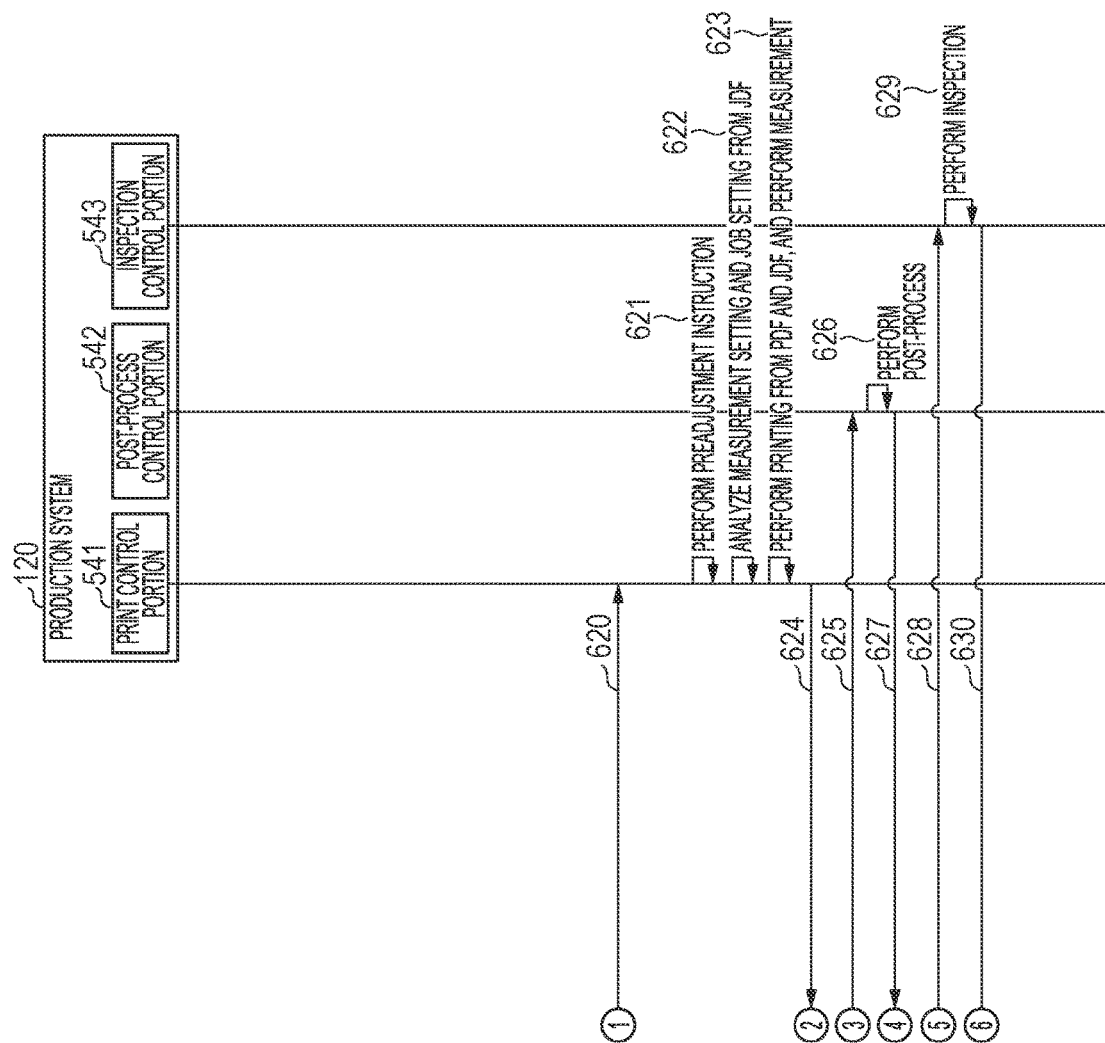 120
PRODUCTION SYSTEM
541
PRINT CONTROL
PORTION
542
POST-PROCESS
CONTROL PORTION
543
INSPECTION
CONTROL PORTION
1
620
621
PERFORM PREADJUSTMENT INSTRUCTION
622
ANALYZE MEASUREMENT SETTING AND JOB SETTING FROM JDF
623
PERFORM PRINTING FROM PDF AND JDF, AND PERFORM MEASUREMENT
2
624
3
625
626
PERFORM
POST-PROCESS
4
627
5
628
629
PERFORM INSPECTION
6
630